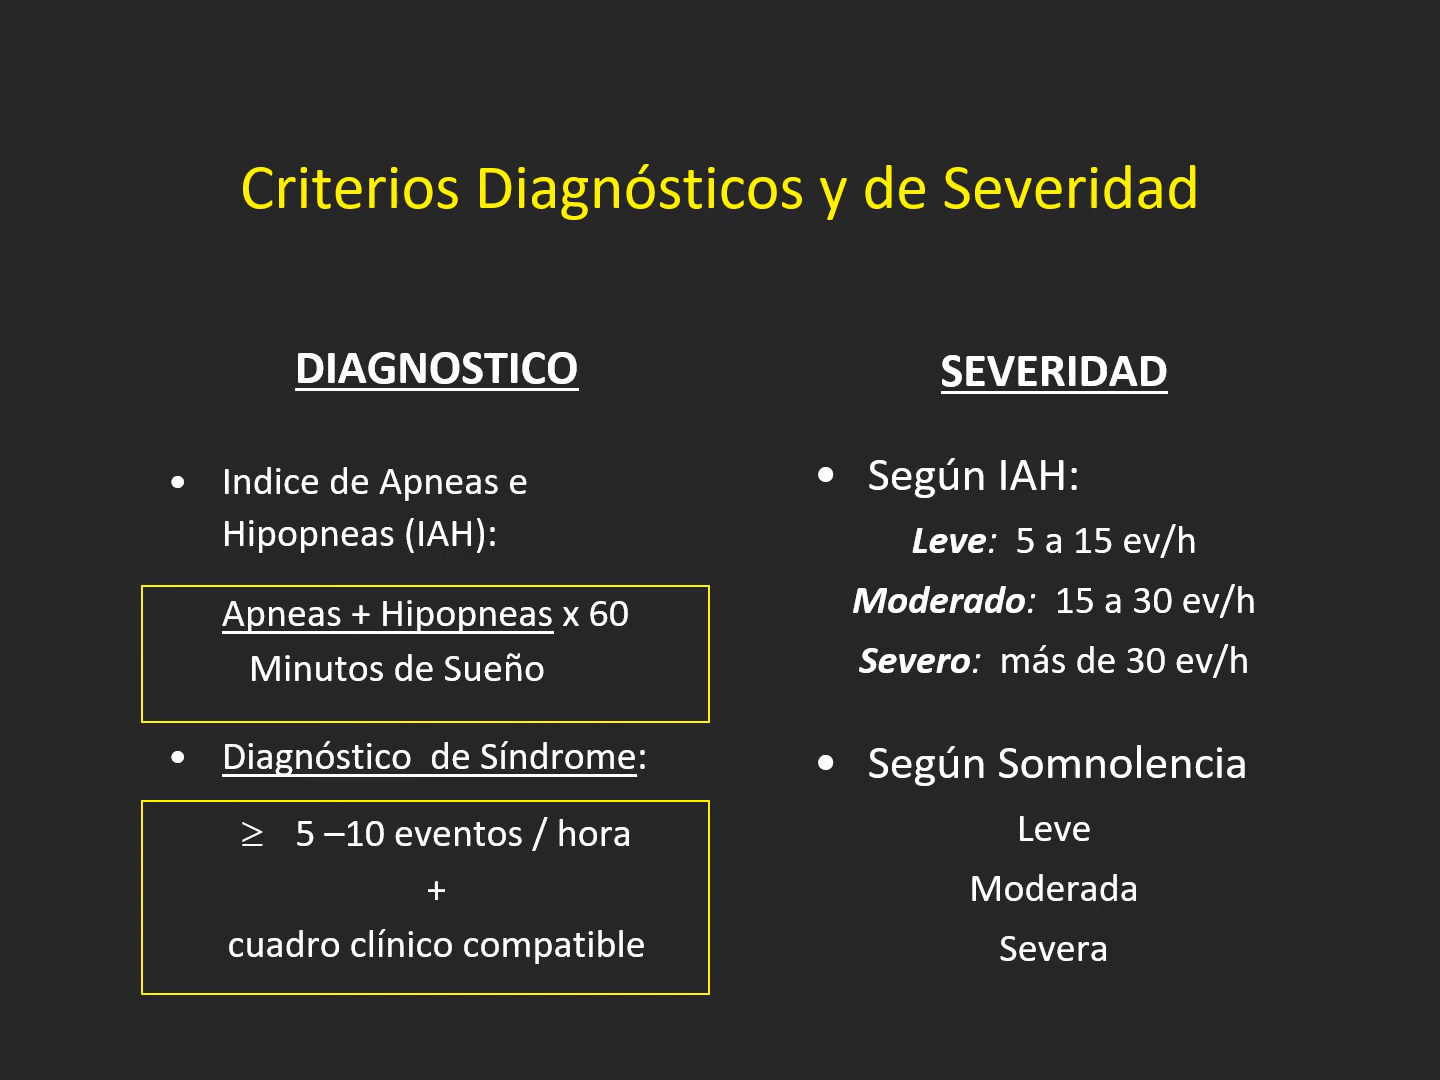 Criterios Diagnósticos y de Severidad
DIAGNOSTICO
• Indice de Apneas e
Hipopneas (IAH):
Apneas + Hipopneas x 60
Minutos de Sueño
• Diagnóstico de Síndrome:
≥ 5 –10 eventos / hora
+
cuadro clínico compatible
SEVERIDAD
• Según IAH:
Leve: 5 a 15 ev/h
Moderado: 15 a 30 ev/h
Severo: más de 30 ev/h
• Según Somnolencia
Leve
Moderada
Severa